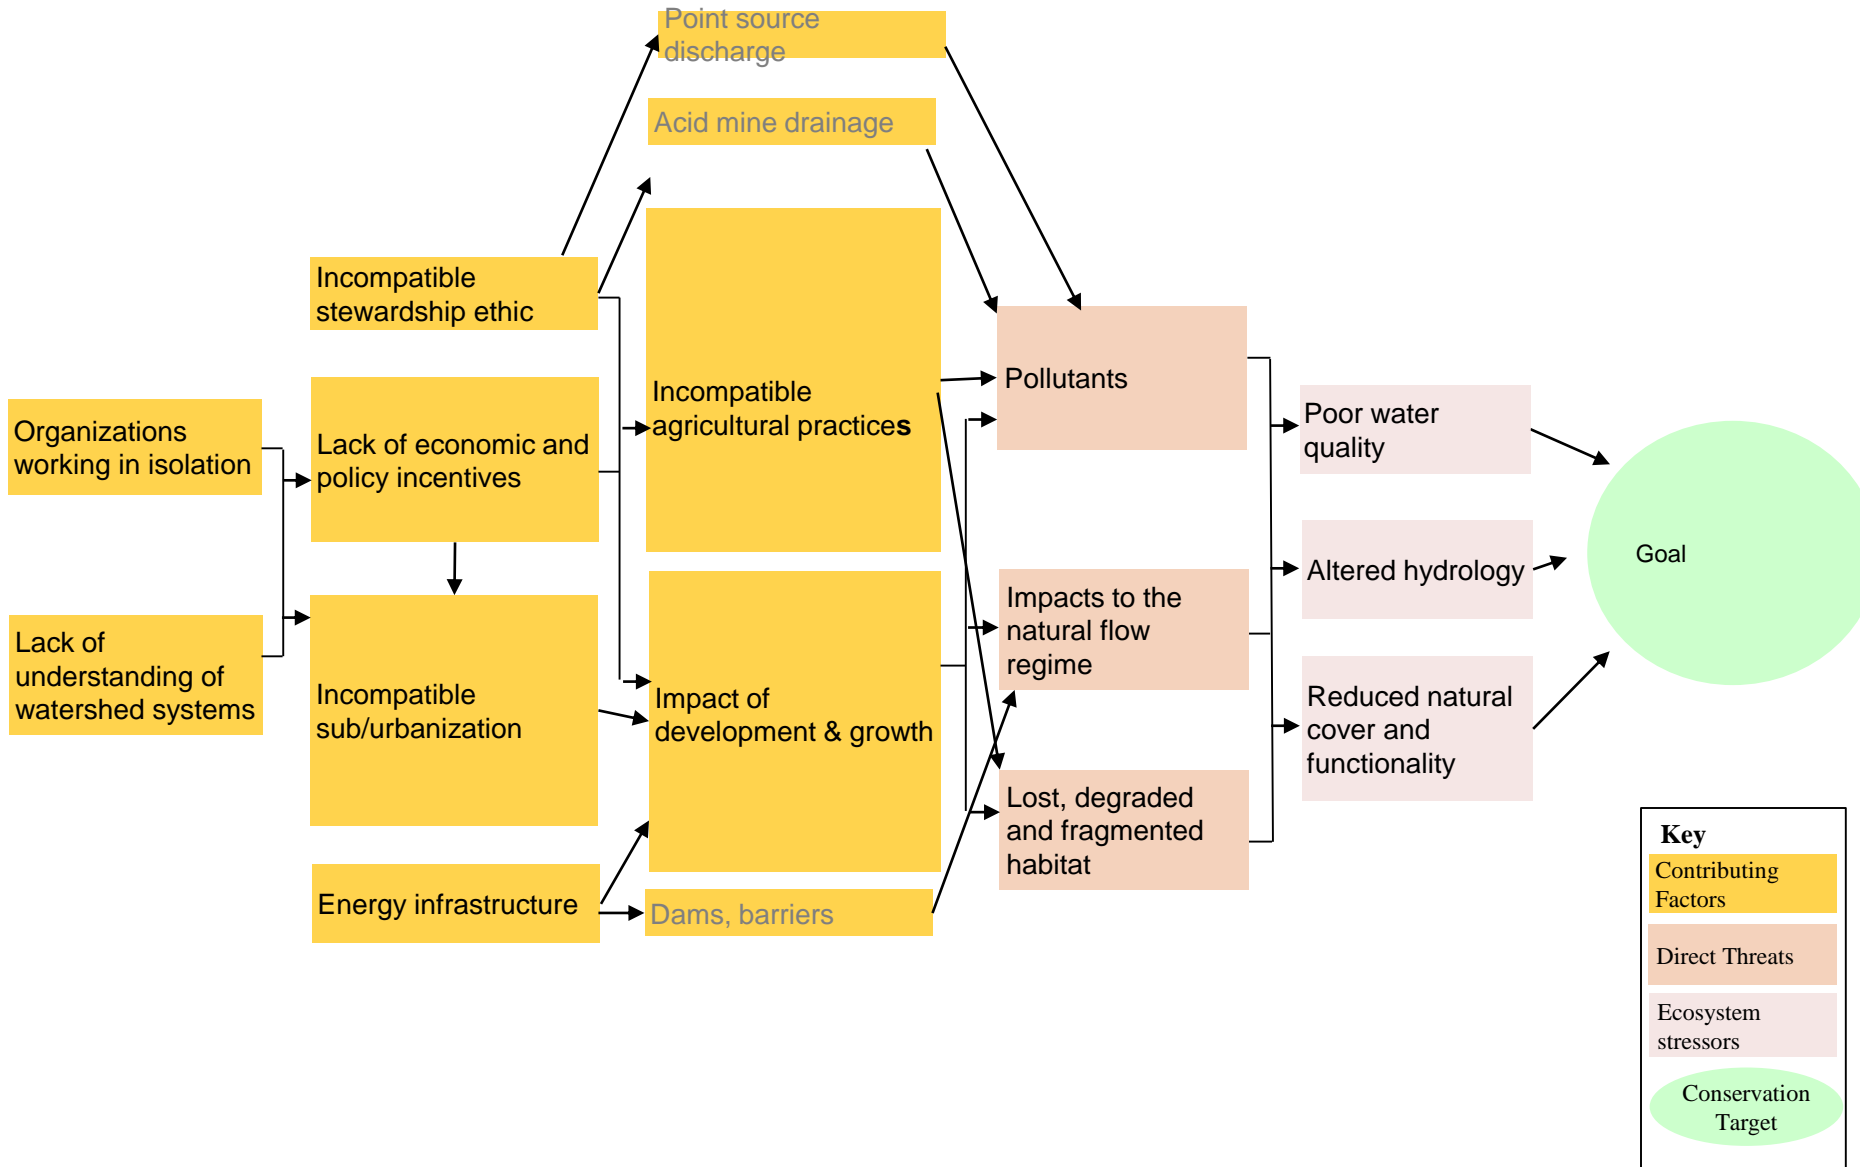 Point source
discharge
Acid mine drainage
Incompatible
stewardship ethic
Incompatible
agricultural practices
Pollutants
Organizations
working in isolation
Lack of economic and
policy incentives
Poor water
quality
Altered hydrology
Goal
Lack of
understanding of
watershed systems
Incompatible
sub/urbanization
Impact of
development & growth
Impacts to the
natural flow
regime
Reduced natural
cover and
functionality
Lost, degraded
and fragmented
habitat
Energy infrastructure
Dams, barriers
Key
Contributing
Factors
Direct Threats
Ecosystem
stressors
Conservation
Target